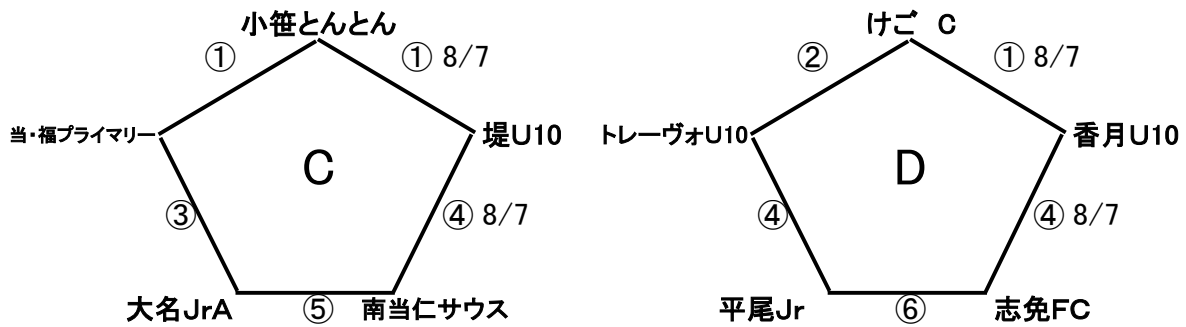 小笹とんとん
けご C
① ① 8/7
② ① 8/7
当・福プライマリー 堤U10
トレーヴォU10 香月U10
C
D
③ ④ 8/7
④ ④ 8/7
大名JrA ⑤ 南当仁サウス
平尾Jr ⑥ 志免FC